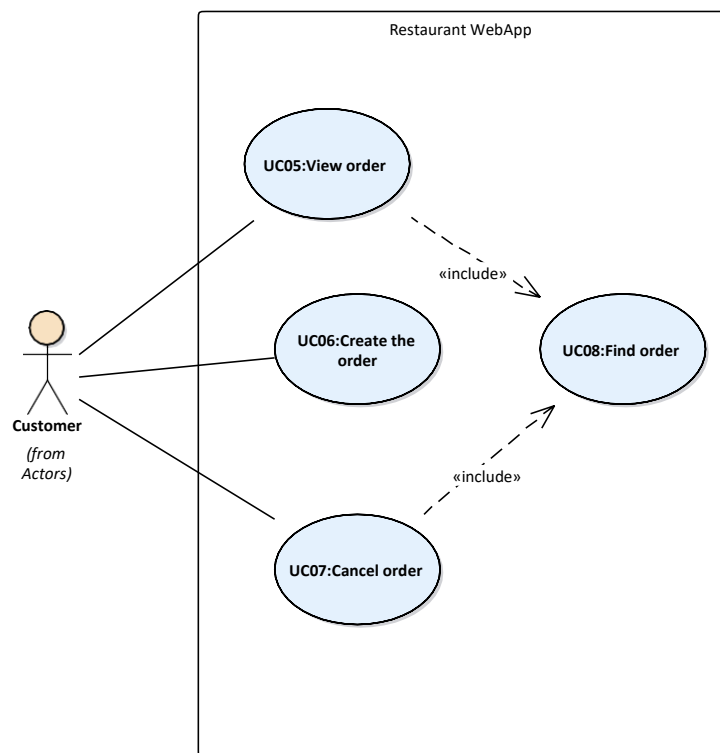 Restaurant WebApp
UC05:View order
«include»
UC06:Create the
order
UC08:Find order
Customer
(from
Actors)
«include»
UC07:Cancel order